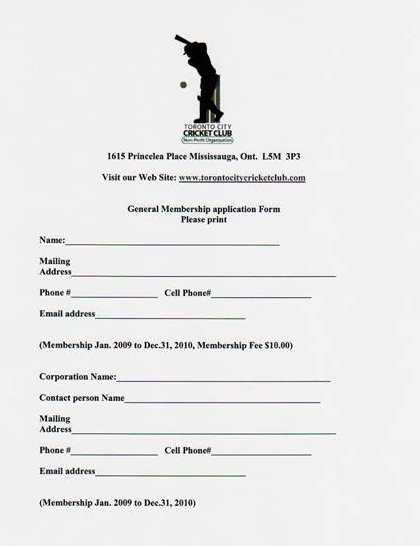 TORONTO CITY
CRICKET CLUB
(Non-Profit Organization)
1615 Princelea Place Mississauga, Ont. L5M 3P3
Visit our Web Site: www.torontocitycricketclub.com
General Membership application Form
Please print
Name:
Mailing
Address
Phone # Cell Phone#
Email address
(Membership Jan. 2009 to Dec.31, 2010, Membership Fee $10.00)
Corporation Name:
Contact person Name
Mailing
Address
Phone # Cell Phone#
Email address
(Membership Jan. 2009 to Dec.31, 2010)